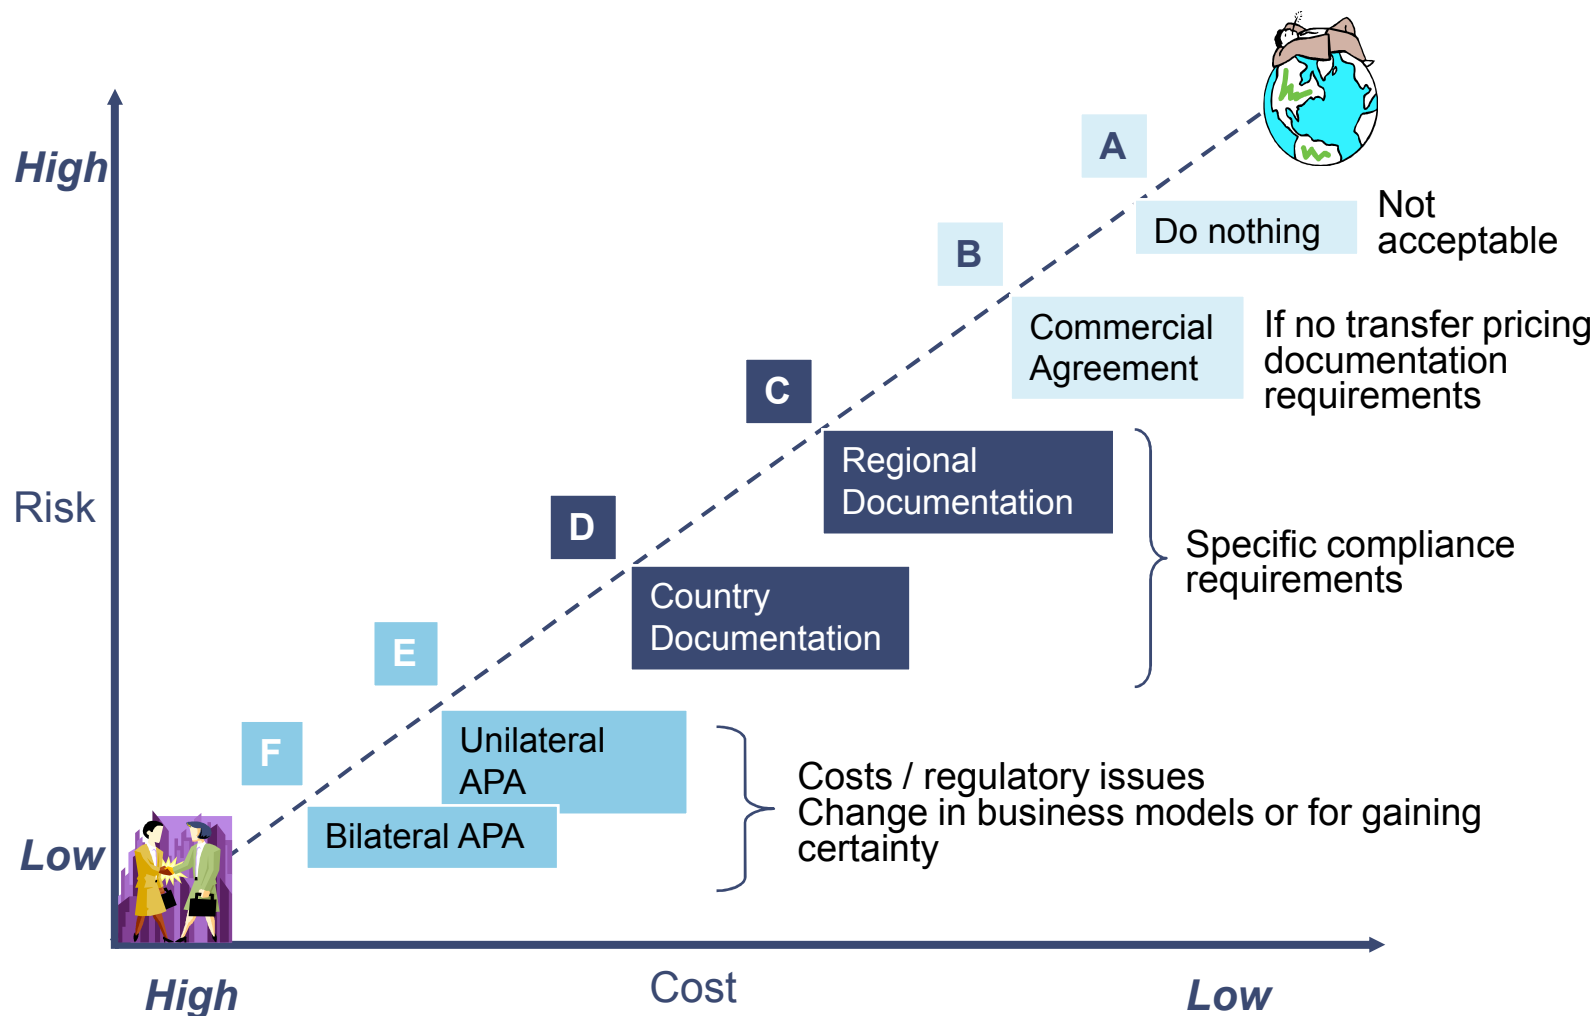 High
A
Do nothing
Not
acceptable
B
Commercial
Agreement
If no transfer pricing
documentation
requirements
C
Regional
Documentation
Risk
D
Specific compliance
requirements
Country
Documentation
E
Unilateral
APA
F
Costs / regulatory issues
Change in business models or for gaining
certainty
Bilateral APA
Low
High
Cost
Low